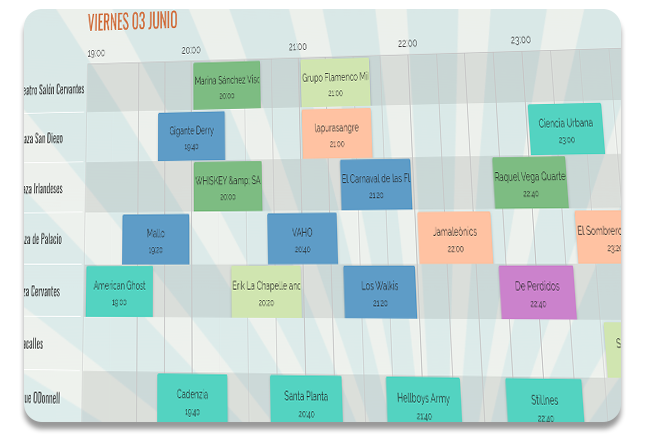 VIERNES 03 JUNIO
19:00 20:00 21:00 22:00 23:00
eatro Salón Cervantes
Marina Sánchez Visc
20:00
Grupo Flamenco Mi
21:00
aza San Diego
Gigante Derry
19:40
lapurasangre
21:00
Ciencia Urbana
23:00
aza Irlandeses
WHISKEY &amp; SA
20:00
El Carnaval de las Fl
21:20
Raquel Vega Quarte
22:40
za de Palacio
Mallo
19:20
VAHO
20:40
Jamaleònics
22:00
El Sombrero
23:20
za Cervantes
American Ghost
19:00
Erik La Chapelle and
20:20
Los Walkis
21:20
De Perdidos
22:40
acalles
S
ue ODonnell
Cadenzia
19:40
Santa Planta
20:40
Hellboys Army
21:40
Stillnes
22:40